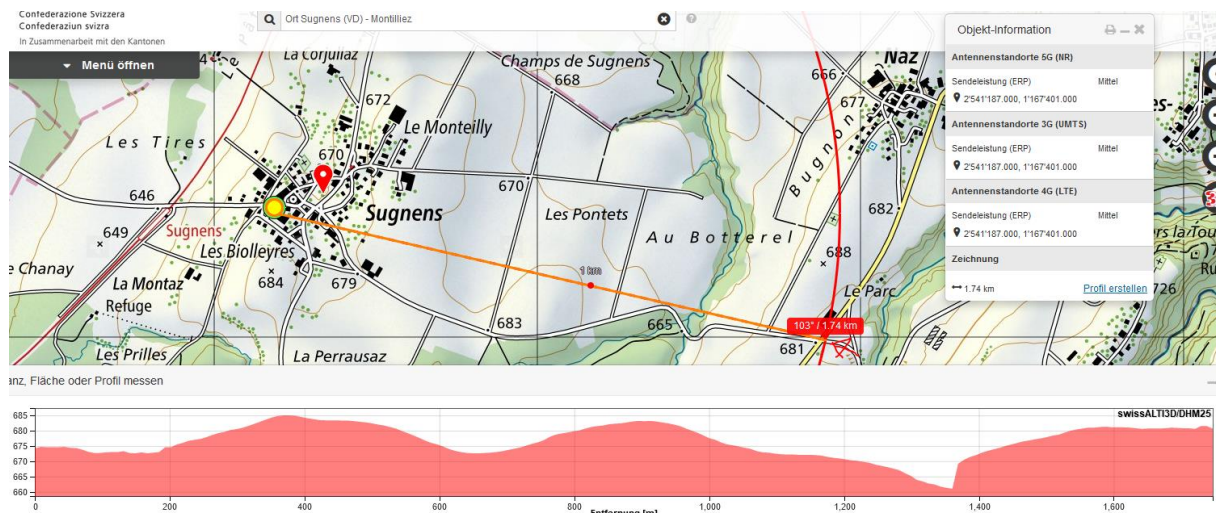 Confederazione Svizzera
Confederaziun svizra
In Zusammenarbeit mit den Kantonen
Ort Sugnens (VD) - Montilliez
Menü öffnen
Objekt-Information
Antennenstandorte 5G (NR)
Sendeleistung (ERP) Mittel
2'541'187.000, 1'167'401.000
Antennenstandorte 3G (UMTS)
Sendeleistung (ERP) Mittel
2'541'187.000, 1'167'401.000
Antennenstandorte 4G (LTE)
Sendeleistung (ERP) Mittel
2'541'187.000, 1'167'401.000
Zeichnung
1.74 km Profil erstellen
La Corjullaz
Champs de Sugnens
668
666
Naz
672
677
Les Tires
Le Monteilly
670
Bugnon
646
670
682
Sugnens
Les Pontets
649
Sugnens
Au Botterel
Les Biolleyres
688
Chanay
684
679
1 km
La Montaz
Le Parc
726
Refuge
683
665
103° / 1.74 km
681
Les Prilles
La Perrausaz
anz, Fläche oder Profil messen
swissALTI3D/DHM25
685
680
675
670
665
660
0 200 400 600 800 1,000 1,200 1,400 1,600
Entfernung [m]